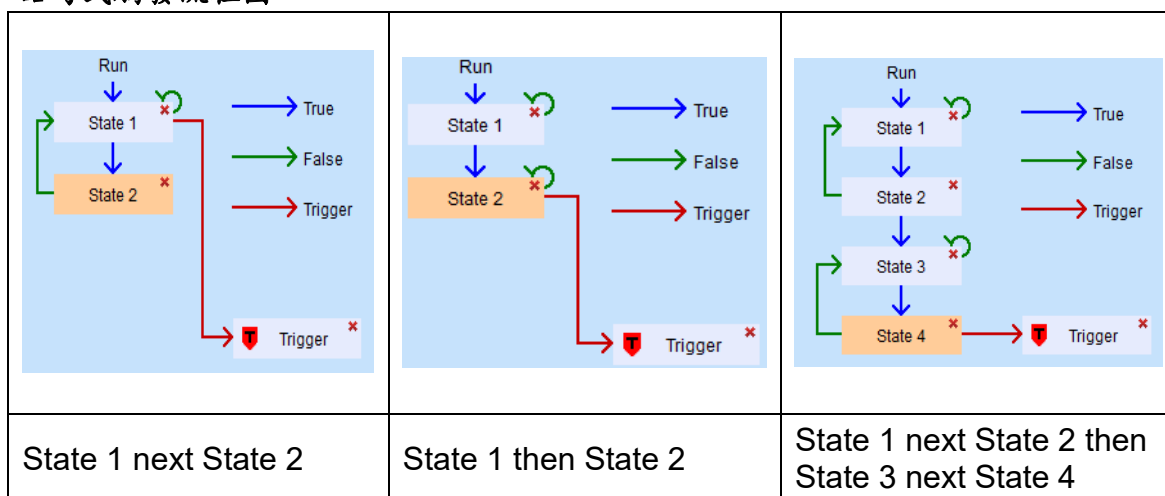 Run
State 1
State 2
True
False
Trigger
T Trigger
Run
State 1
State 2
True
False
Trigger
T Trigger
Run
State 1
State 2
State 3
State 4
True
False
Trigger
T Trigger
State 1 next State 2
State 1 then State 2
State 1 next State 2 then
State 3 next State 4